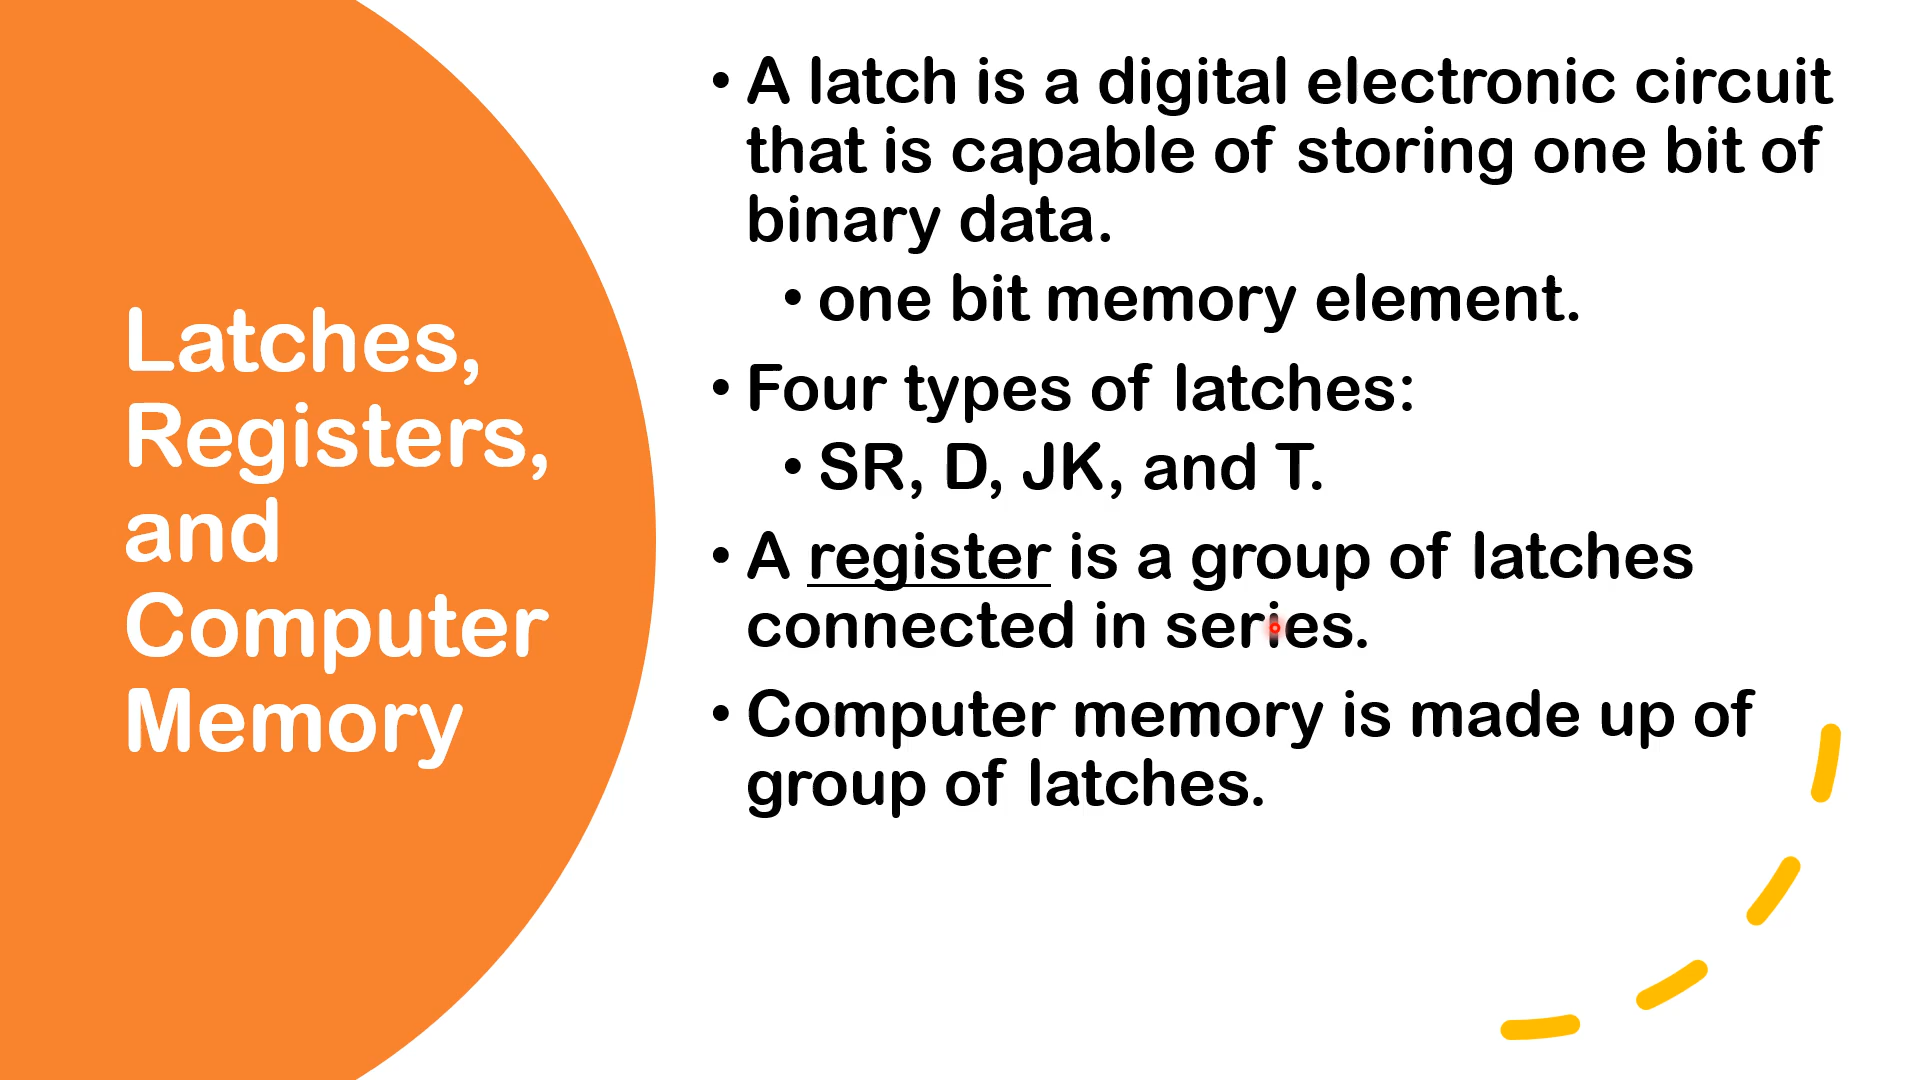 Latches,
Registers,
and
Computer
Memory
• A latch is a digital electronic circuit
that is capable of storing one bit of
binary data.
• one bit memory element.
• Four types of latches:
• SR, D, JK, and T.
• A register is a group of latches
connected in series.
• Computer memory is made up of
group of latches.